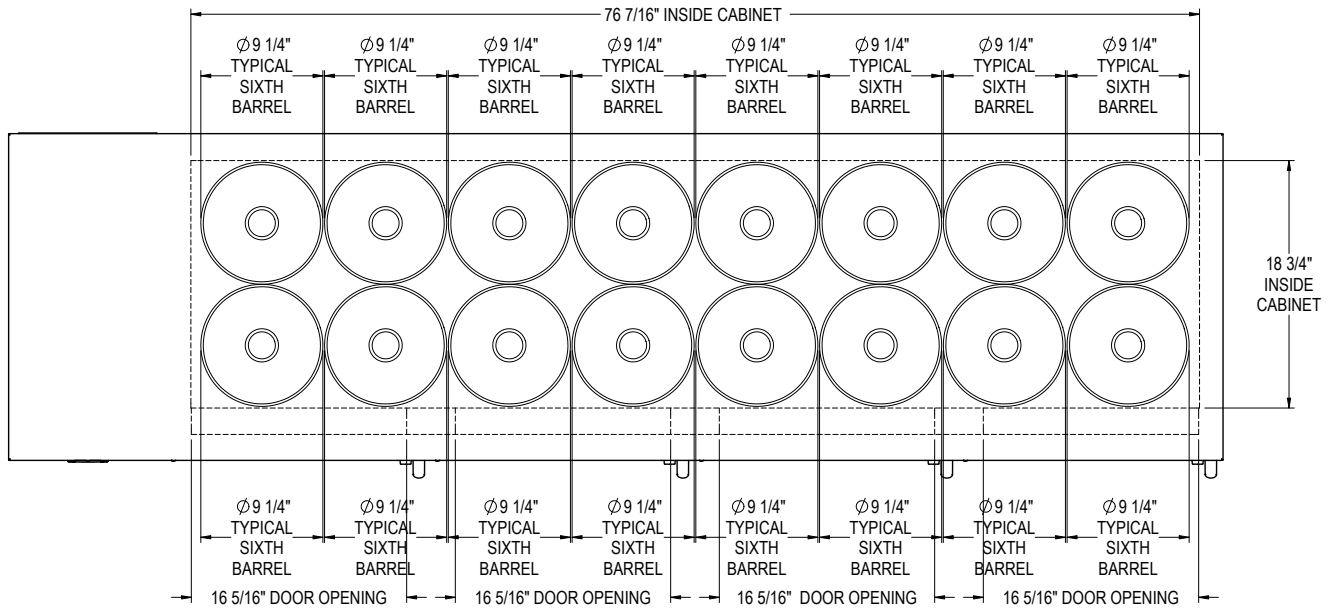 76 7/16" INSIDE CABINET
Ø9 1/4" Ø9 1/4" Ø9 1/4" Ø9 1/4" Ø9 1/4" Ø9 1/4" Ø9 1/4" Ø9 1/4"
TYPICAL TYPICAL TYPICAL TYPICAL TYPICAL TYPICAL TYPICAL TYPICAL
SIXTH SIXTH SIXTH SIXTH SIXTH SIXTH SIXTH SIXTH
BARREL BARREL BARREL BARREL BARREL BARREL BARREL BARREL
18 3/4"
INSIDE
CABINET
Ø9 1/4" Ø9 1/4" Ø9 1/4" Ø9 1/4" Ø9 1/4" Ø9 1/4" Ø9 1/4" Ø9 1/4"
TYPICAL TYPICAL TYPICAL TYPICAL TYPICAL TYPICAL TYPICAL TYPICAL
SIXTH SIXTH SIXTH SIXTH SIXTH SIXTH SIXTH SIXTH
BARREL BARREL BARREL BARREL BARREL BARREL BARREL BARREL
16 5/16" DOOR OPENING 16 5/16" DOOR OPENING 16 5/16" DOOR OPENING 16 5/16" DOOR OPENING